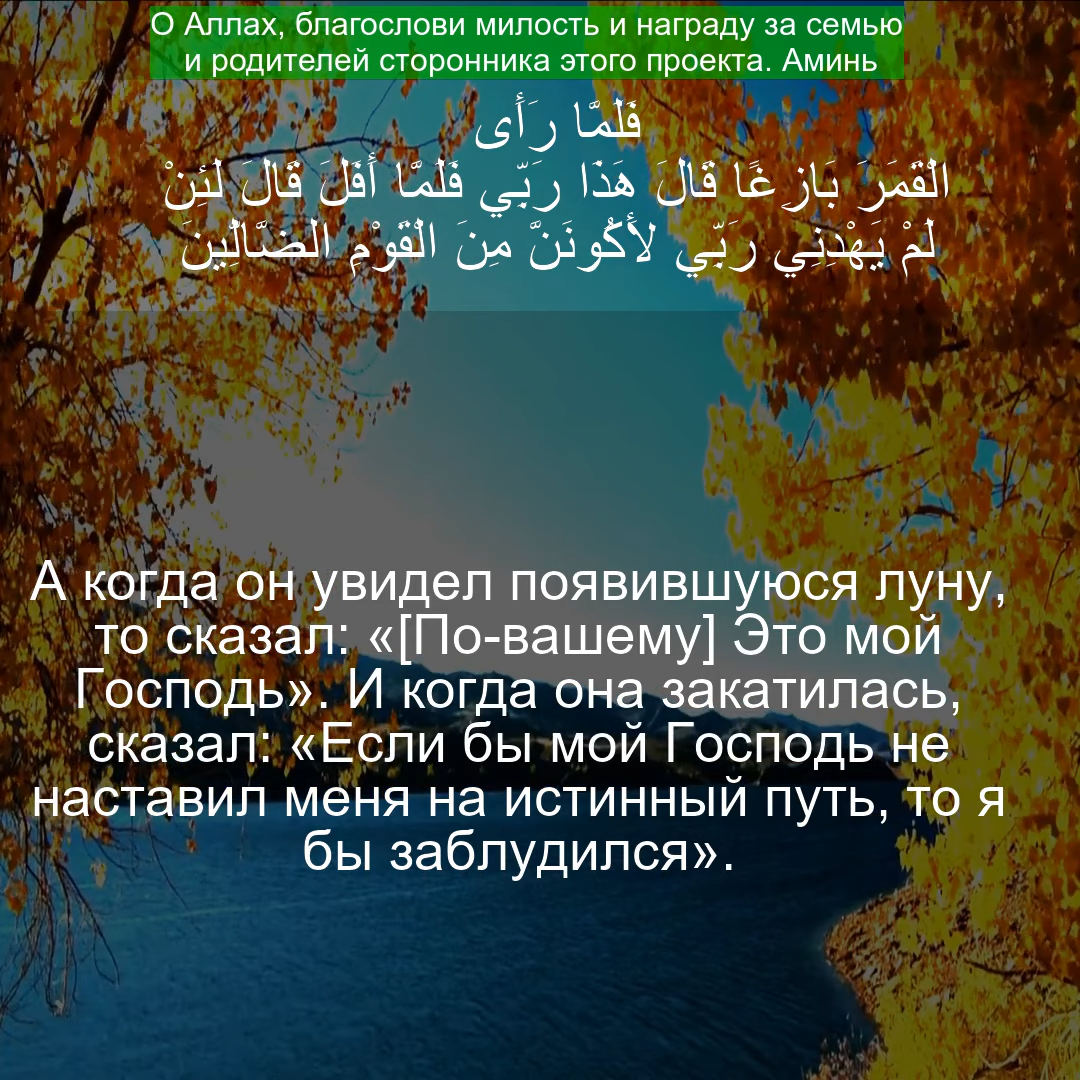 О Аллах, благослови милость и награду за семью
и родителей сторонника этого проекта. Аминь
فَلَمَّا رَأَى
الْقَمَرَ بَازِغًا قَالَ هَذَا رَبِّي فَلَمَّا أَفَلَ قَالَ لَئِنْ
لَمْ يَهْدِنِي رَبِّي لأَكُونَنَّ مِنَ الْقَوْمِ الضَّالِّينَ
А когда он увидел появившуюся луну,
то сказал: «[По-вашему] Это мой
Господь». И когда она закатилась,
сказал: «Если бы мой Господь не
наставил меня на истинный путь, то я
бы заблудился».